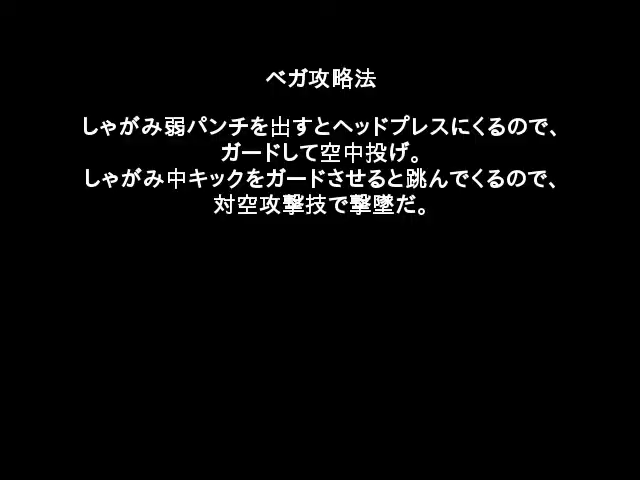 ベガ攻略法
しゃがみ弱パンチを出すとヘッドプレスにくるので、
ガードして空中投げ。
しゃがみ中キックをガードさせると跳んでくるので、
対空攻撃技で撃墜だ。